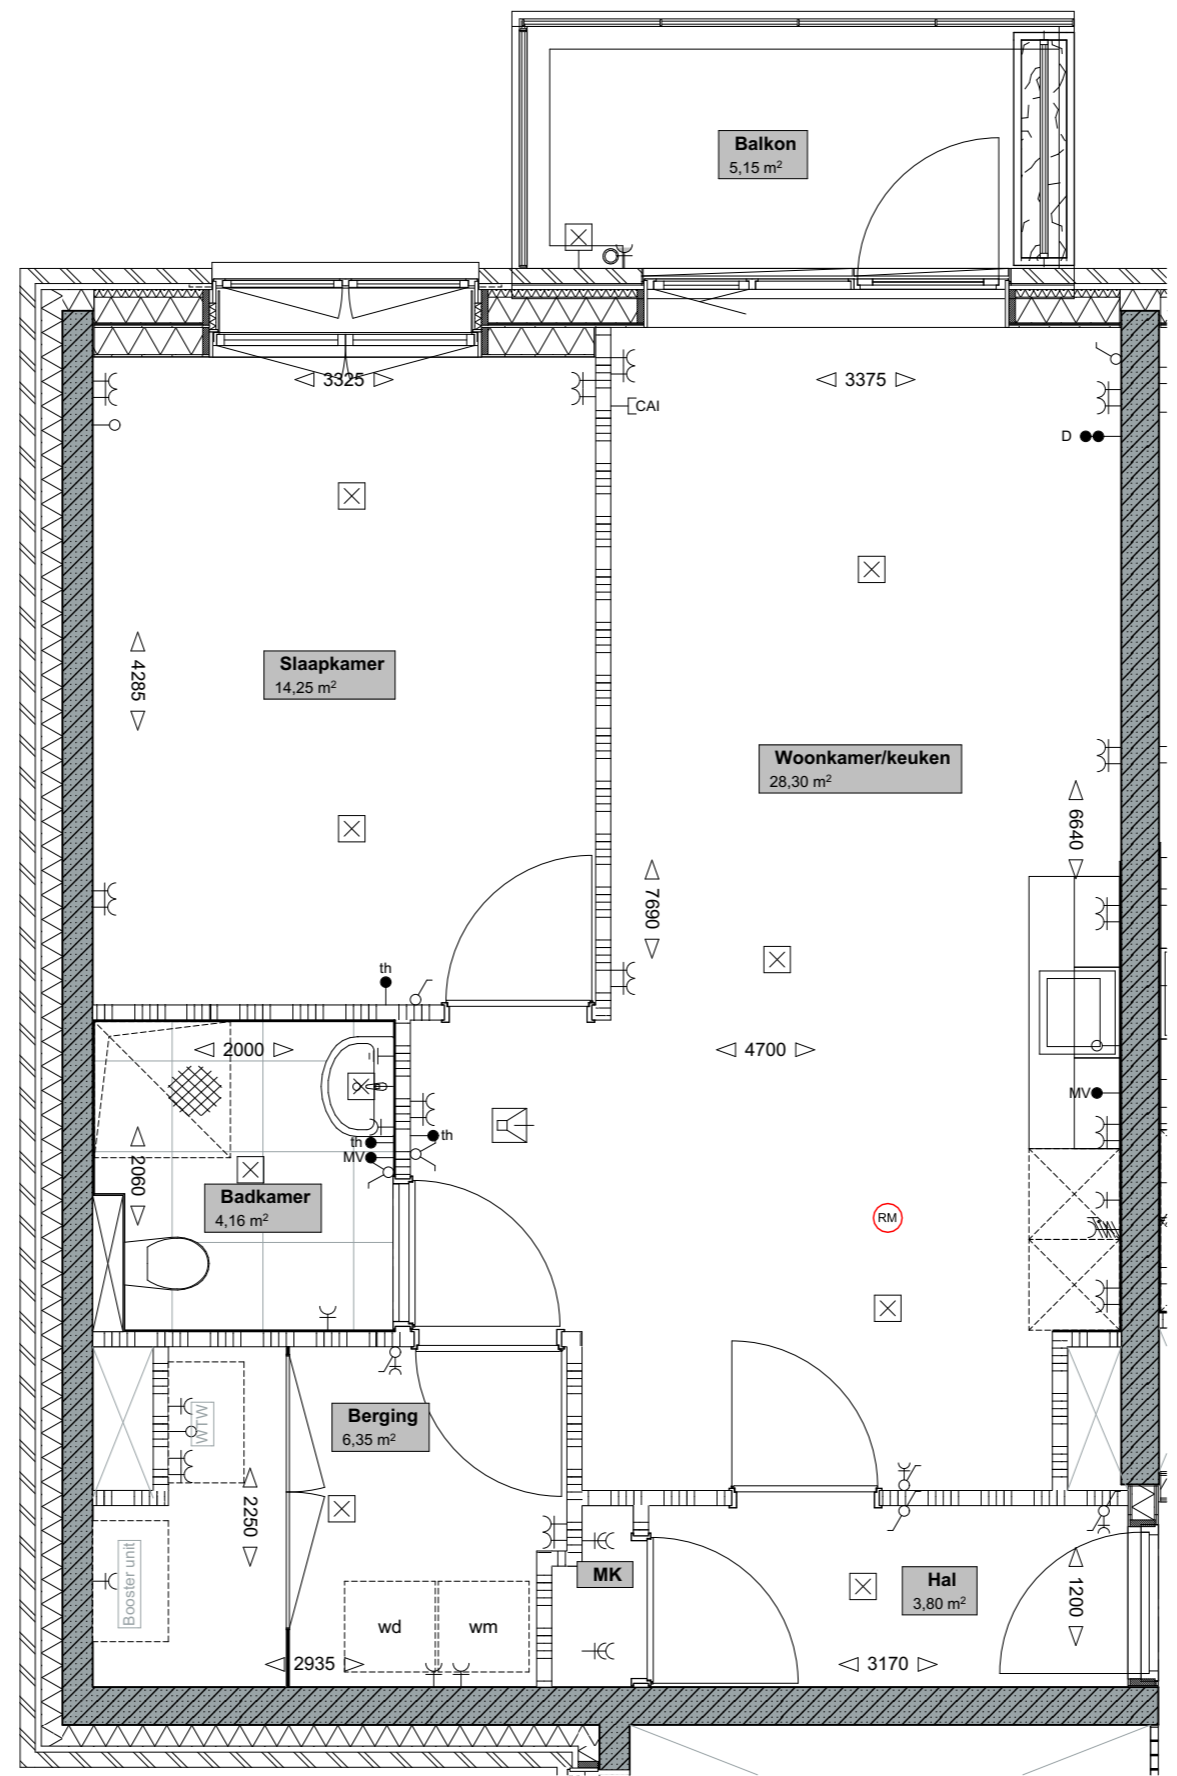 Balkon
5,15 m²
3325
3375
CAI
D
4285
Slaapkamer
14,25 m²
Woonkamer/keuken
28,30 m²
6640
7690
th
2000
4700
MV
th
th
MV
2060
Badkamer
4,16 m²
RM
WTW
Berging
6,35 m²
2250
Booster unit
MK
Hal
3,80 m²
1200
wd
wm
2935
3170